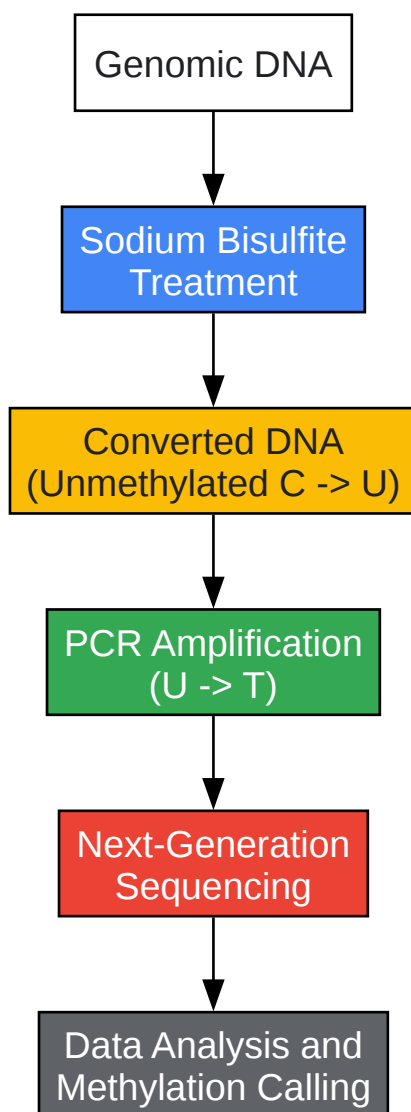 Genomic DNA
Sodium Bisulfite
Treatment
Converted DNA
(Unmethylated C -> U)
PCR Amplification
(U -> T)
Next-Generation
Sequencing
Data Analysis and
Methylation Calling